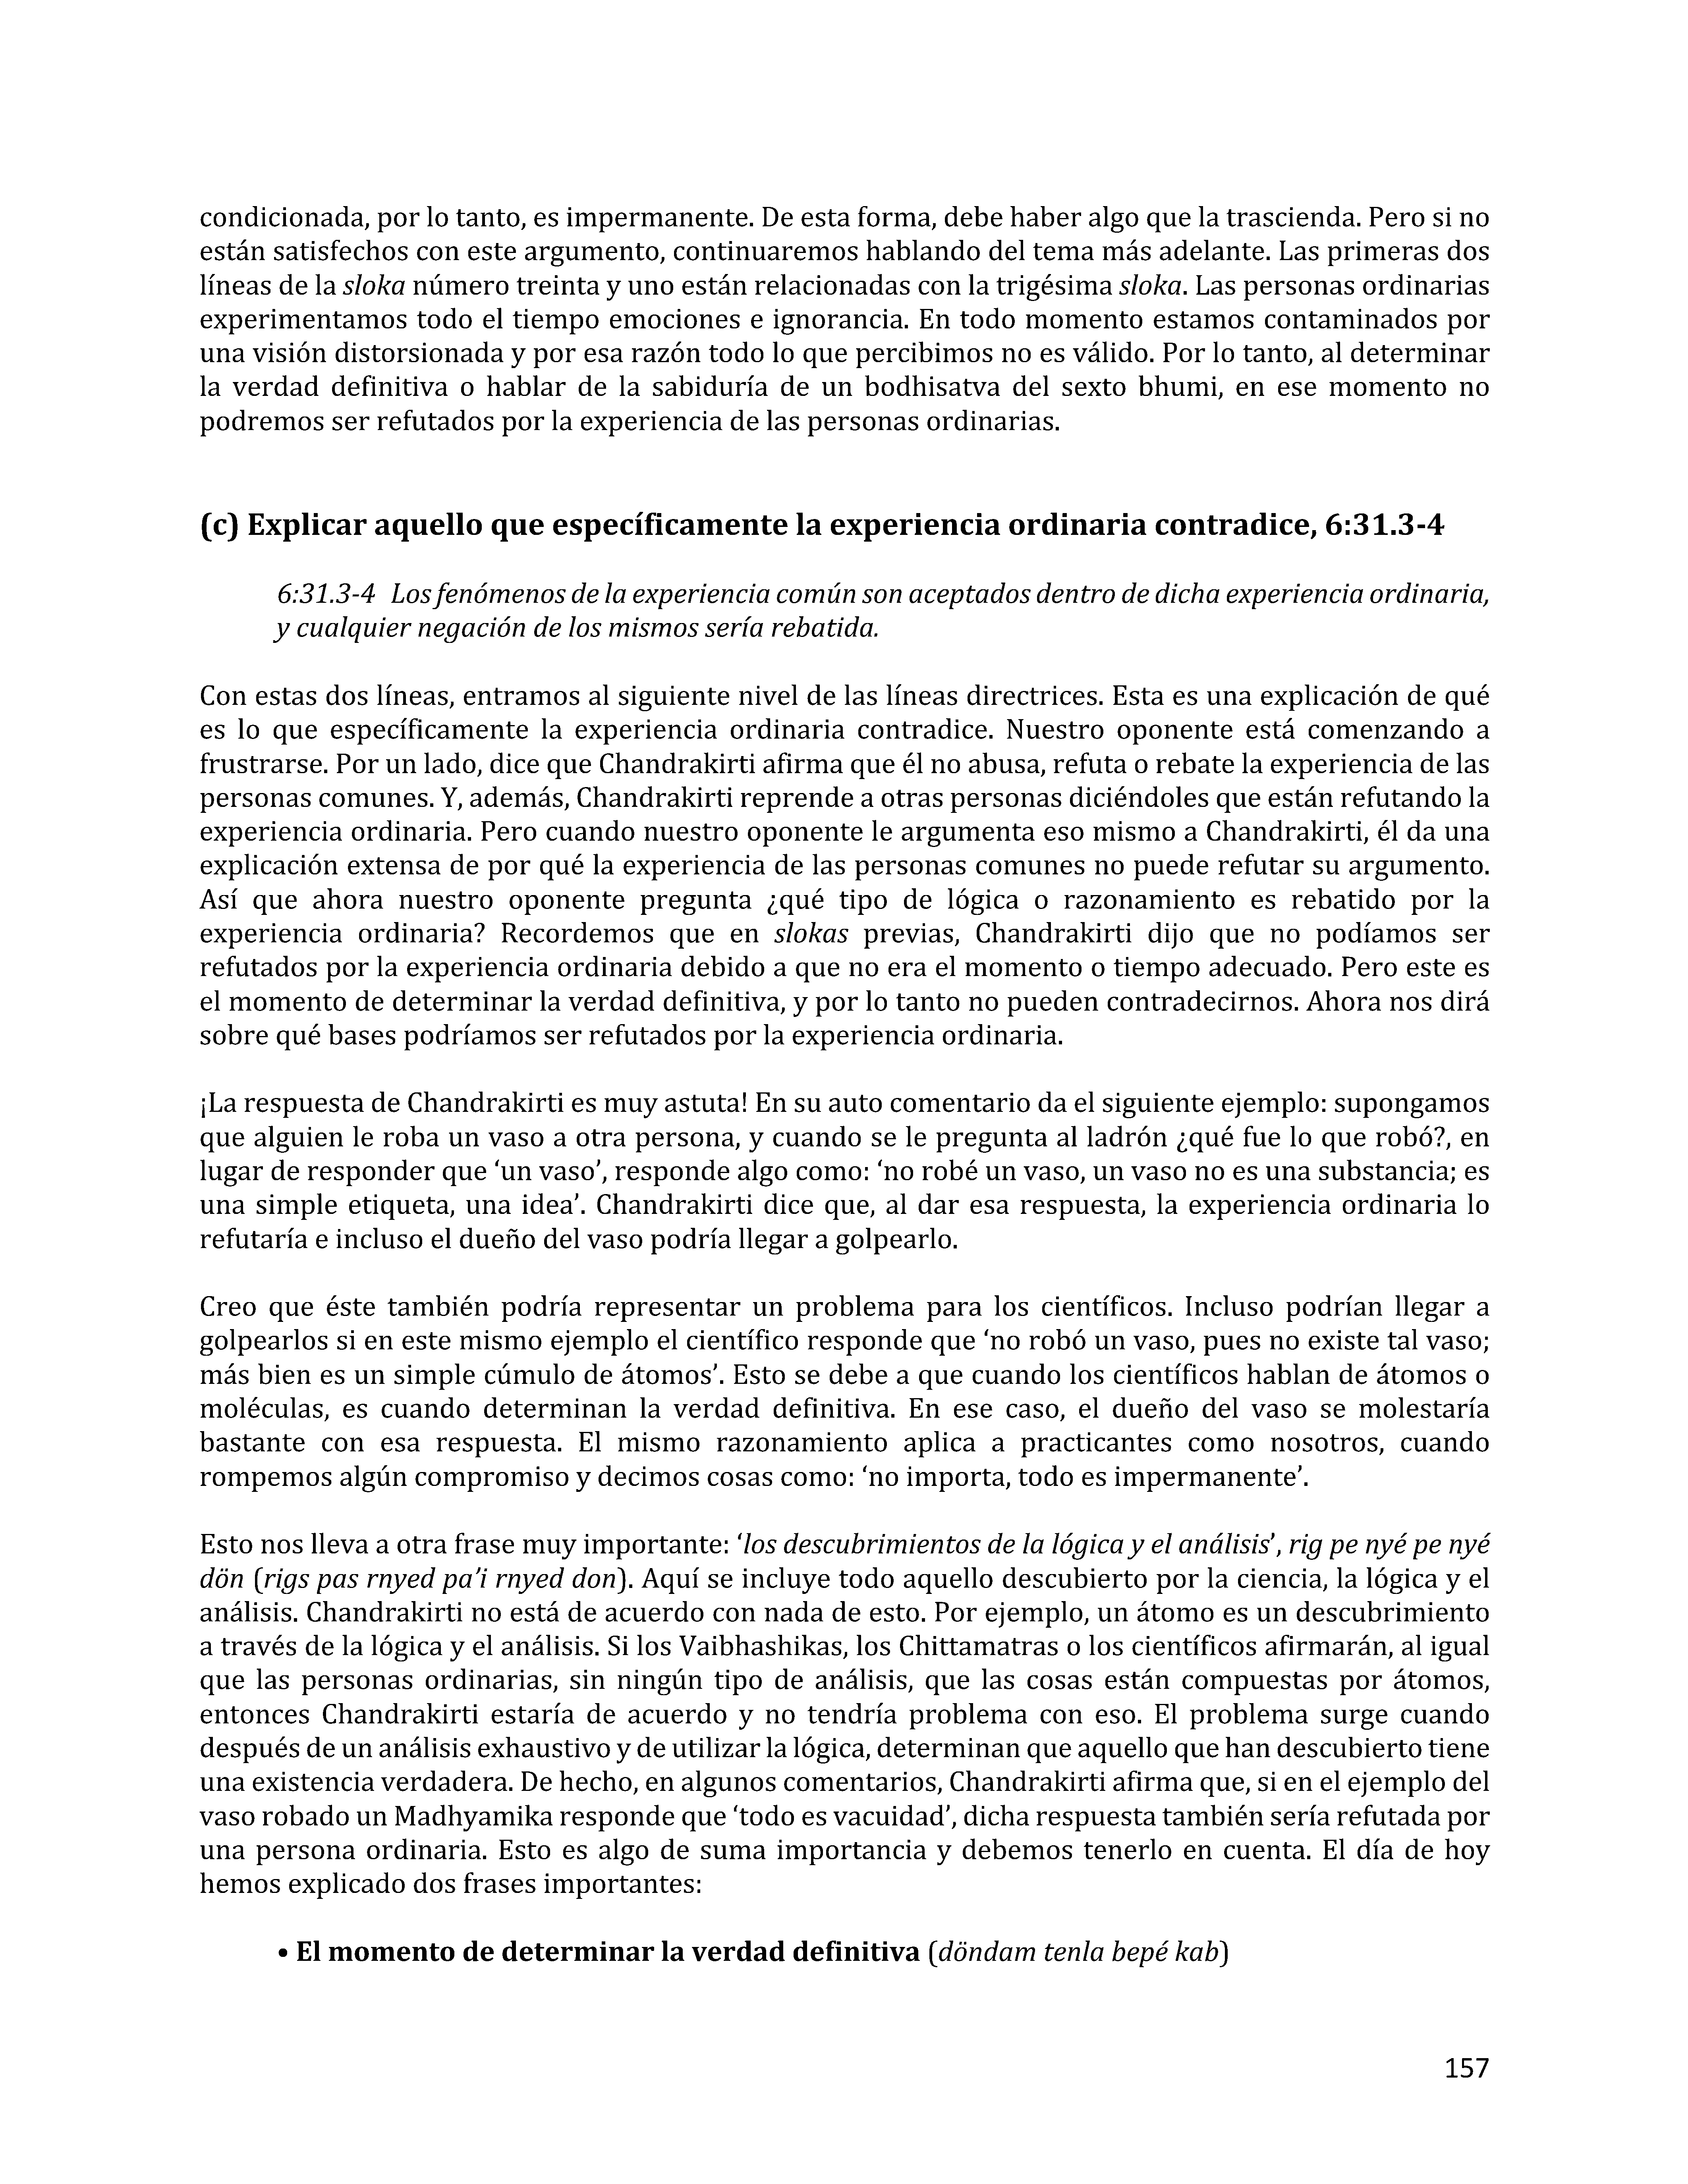 condicionada, por lo tanto, es impermanente. De esta forma, debe haber algo que la trascienda. Pero si no
están satisfechos con este argumento, continuaremos hablando del tema más adelante. Las primeras dos
líneas de la sloka número treinta y uno están relacionadas con la trigésima sloka. Las personas ordinarias
experimentamos todo el tiempo emociones e ignorancia. En todo momento estamos contaminados por
una visión distorsionada y por esa razón todo lo que percibimos no es válido. Por lo tanto, al determinar
la verdad definitiva o hablar de la sabiduría de un bodhisatva del sexto bhumi, en ese momento no
podremos ser refutados por la experiencia de las personas ordinarias.
(c) Explicar aquello que específicamente la experiencia ordinaria contradice, 6:31.3-4
6:31.3-4 Los fenómenos de la experiencia común son aceptados dentro de dicha experiencia ordinaria,
y cualquier negación de los mismos sería rebatida.
Con estas dos líneas, entramos al siguiente nivel de las líneas directrices. Esta es una explicación de qué
es lo que específicamente la experiencia ordinaria contradice. Nuestro oponente está comenzando a
frustrarse. Por un lado, dice que Chandrakirti afirma que él no abusa, refuta o rebate la experiencia de las
personas comunes. Y, además, Chandrakirti reprende a otras personas diciéndoles que están refutando la
experiencia ordinaria. Pero cuando nuestro oponente le argumenta eso mismo a Chandrakirti, él da una
explicación extensa de por qué la experiencia de las personas comunes no puede refutar su argumento.
Así que ahora nuestro oponente pregunta ¿qué tipo de lógica o razonamiento es rebatido por la
experiencia ordinaria? Recordemos que en slokas previas, Chandrakirti dijo que no podíamos ser
refutados por la experiencia ordinaria debido a que no era el momento o tiempo adecuado. Pero este es
el momento de determinar la verdad definitiva, y por lo tanto no pueden contradecirnos. Ahora nos dirá
sobre qué bases podríamos ser refutados por la experiencia ordinaria.
¡La respuesta de Chandrakirti es muy astuta! En su auto comentario da el siguiente ejemplo: supongamos
que alguien le roba un vaso a otra persona, y cuando se le pregunta al ladrón ¿qué fue lo que robó?, en
lugar de responder que ‘un vaso’, responde algo como: ‘no robé un vaso, un vaso no es una substancia; es
una simple etiqueta, una idea’. Chandrakirti dice que, al dar esa respuesta, la experiencia ordinaria lo
refutaría e incluso el dueño del vaso podría llegar a golpearlo.
Creo que éste también podría representar un problema para los científicos. Incluso podrían llegar a
golpearlos si en este mismo ejemplo el científico responde que ‘no robó un vaso, pues no existe tal vaso;
más bien es un simple cúmulo de átomos’. Esto se debe a que cuando los científicos hablan de átomos o
moléculas, es cuando determinan la verdad definitiva. En ese caso, el dueño del vaso se molestaría
bastante con esa respuesta. El mismo razonamiento aplica a practicantes como nosotros, cuando
rompemos algún compromiso y decimos cosas como: ‘no importa, todo es impermanente’.
Esto nos lleva a otra frase muy importante: ‘los descubrimientos de la lógica y el análisis’, rig pe nyé pe nyé
dön (rigs pas rnyed pa’i rnyed don). Aquí se incluye todo aquello descubierto por la ciencia, la lógica y el
análisis. Chandrakirti no está de acuerdo con nada de esto. Por ejemplo, un átomo es un descubrimiento
a través de la lógica y el análisis. Si los Vaibhashikas, los Chittamatras o los científicos afirmarán, al igual
que las personas ordinarias, sin ningún tipo de análisis, que las cosas están compuestas por átomos,
entonces Chandrakirti estaría de acuerdo y no tendría problema con eso. El problema surge cuando
después de un análisis exhaustivo y de utilizar la lógica, determinan que aquello que han descubierto tiene
una existencia verdadera. De hecho, en algunos comentarios, Chandrakirti afirma que, si en el ejemplo del
vaso robado un Madhyamika responde que ‘todo es vacuidad’, dicha respuesta también sería refutada por
una persona ordinaria. Esto es algo de suma importancia y debemos tenerlo en cuenta. El día de hoy
hemos explicado dos frases importantes:
• El momento de determinar la verdad definitiva (döndam tenla bepé kab)
157